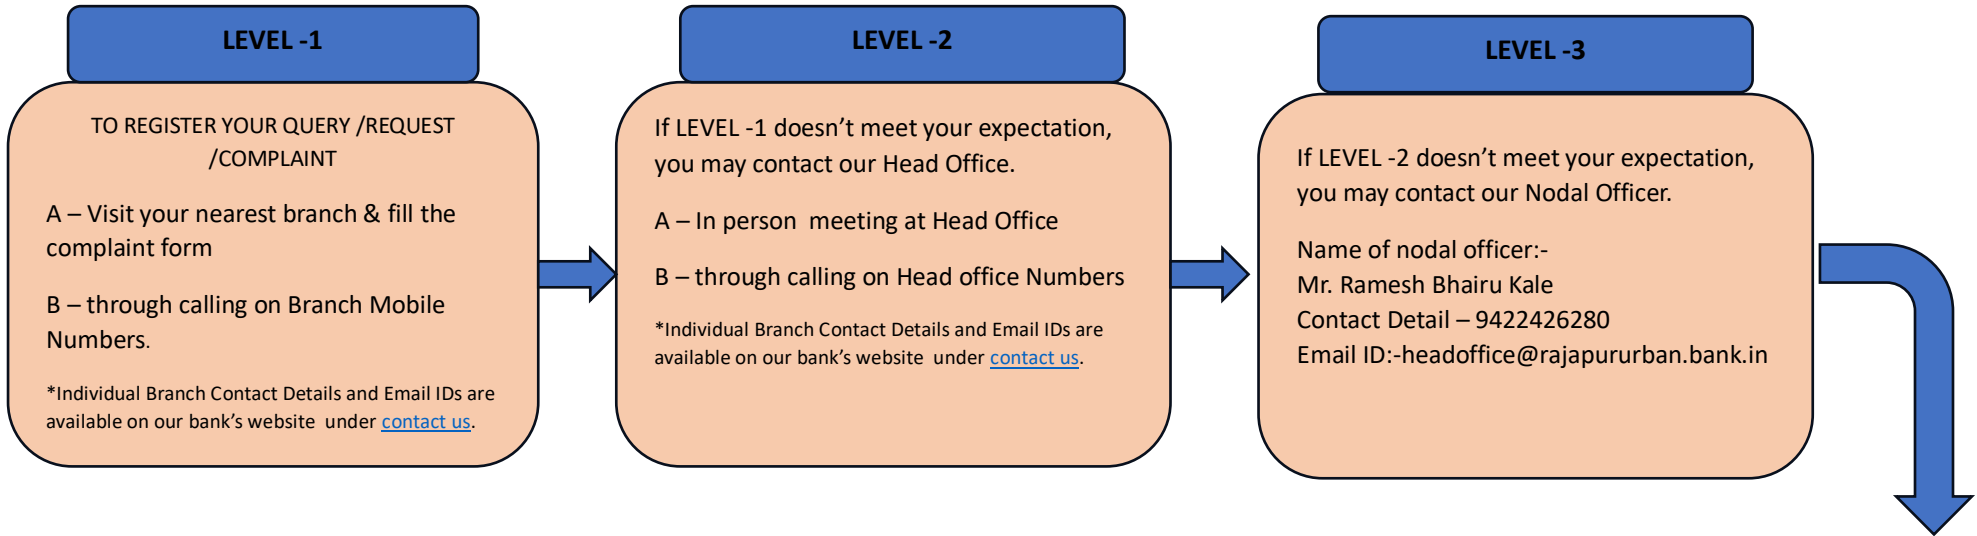 LEVEL -1
TO REGISTER YOUR QUERY /REQUEST
/COMPLAINT
A – Visit your nearest branch & fill the
complaint form
B – through calling on Branch Mobile
Numbers.
*Individual Branch Contact Details and Email IDs are
available on our bank’s website under contact us.
LEVEL -2
If LEVEL -1 doesn’t meet your expectation,
you may contact our Head Office.
A – In person meeting at Head Office
B – through calling on Head office Numbers
*Individual Branch Contact Details and Email IDs are
available on our bank’s website under contact us.
LEVEL -3
If LEVEL -2 doesn’t meet your expectation,
you may contact our Nodal Officer.
Name of nodal officer:-
Mr. Ramesh Bhairu Kale
Contact Detail – 9422426280
Email ID:-headoffice@rajapururban.bank.in